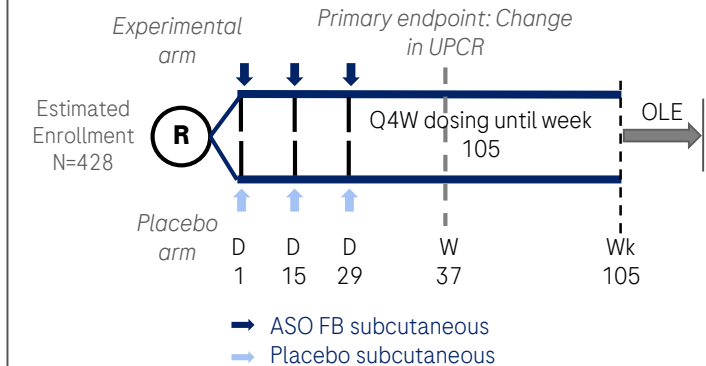 Experimental
arm
Primary endpoint: Change
in UPCR
Estimated
Enrollment
N=428
R
Q4W dosing until week
105
OLE
Placebo
arm
D
1
D
15
D
29
W
37
Wk
105
ASO FB subcutaneous
Placebo subcutaneous